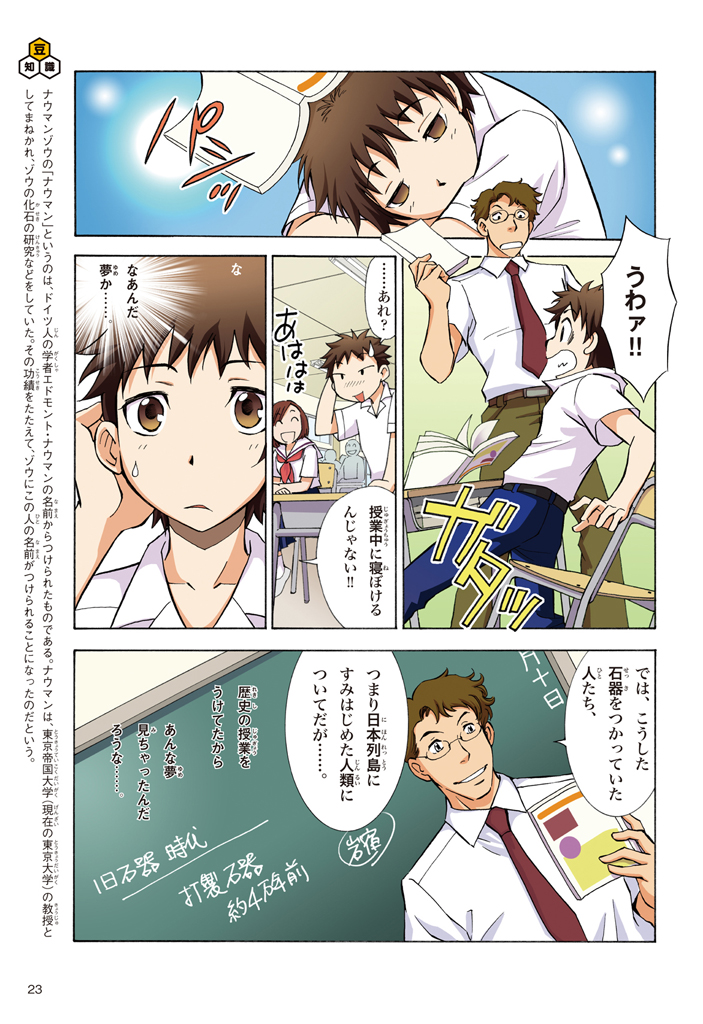 パシッ
うわァ!!
ガタッ
……あれ?
あははは
授業中に寝ぼける
んじゃない!!
な
なあんだ
夢か……。
では、こうした
石器をつかっていた
人たち、
つまり日本列島に
すみはじめた人類に
ついてだが……。
歴史の授業を
うけてたから
あんな夢
見ちゃったんだ
ろうな……。
月十日
岩宿
旧石器時代
打製石器
約4万年前
豆
知識
ナウマンゾウの「ナウマン」というのは、ドイツ人の学者エドモント・ナウマンの名前からつけられたものである。ナウマンは、東京帝国大学(現在の東京大学)の教授と
してまねかれ、ゾウの化石の研究などをしていた。その功績をたたえて、ゾウにこの人の名前がつけられることになったのだという。
23